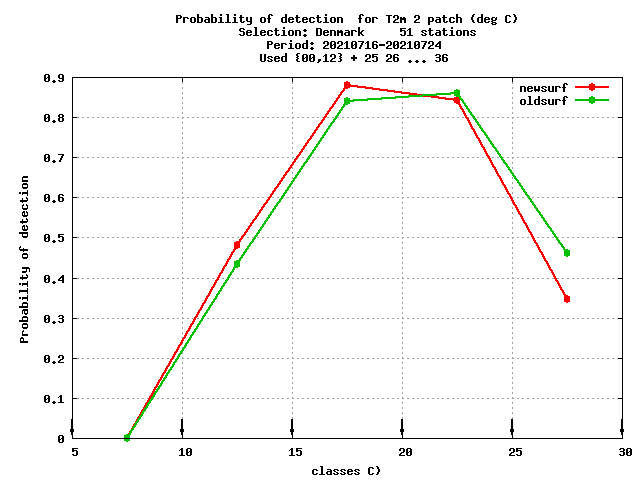 Probability of detection  for T2m 2 patch (deg C)
Selection: Denmark     51 stations
Period: 20210716-20210724
Used {00,12} + 25 26 ... 36
newsurf
oldsurf
Probability of detection
0.9
0.8
0.7
0.6
0.5
0.4
0.3
0.2
0.1
0
5 10 15 20 25 30
classes C)